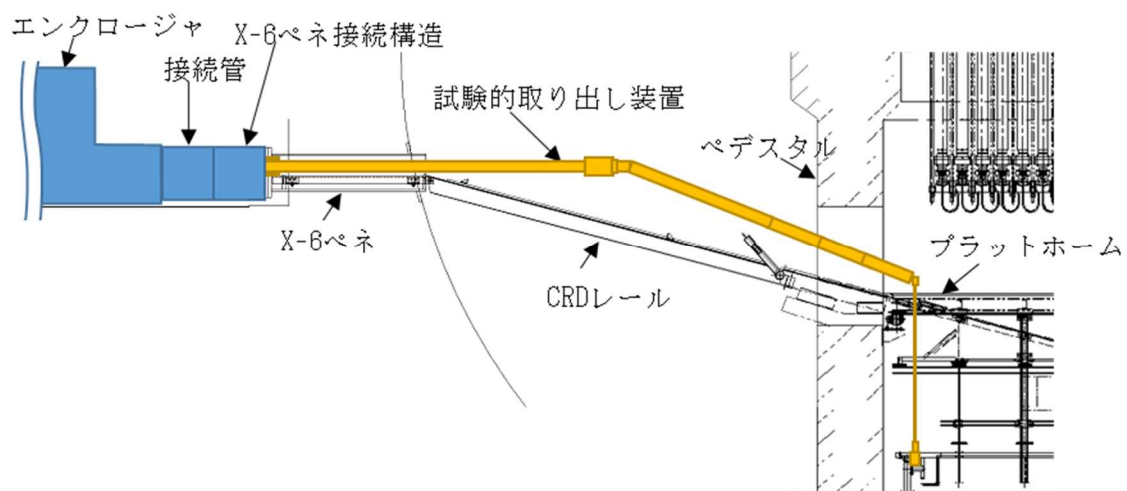 エンクロージャ
X-6ペネ接続構造
接続管
試験的取り出し装置
ペデスタル
X-6ペネ
CRDレール
プラットホーム